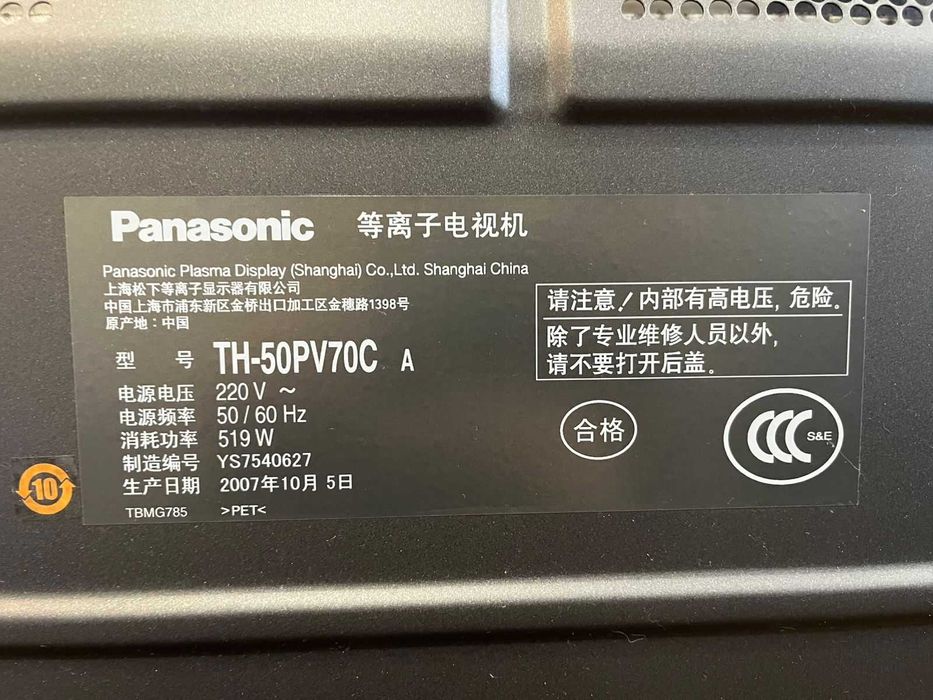 Panasonic 等离子电视机
Panasonic Plasma Display (Shanghai) Co.,Ltd. Shanghai China
上海松下等离子显示器有限公司
中国上海市浦东新区金桥出口加工区金穗路1398号
原产地：中国
型 号 TH-50PV70C A
电源电压 220 V ～
电源频率 50 / 60 Hz
消耗功率 519 W
制造编号 YS7540627
生产日期 2007年10月 5日
TBMG785 >PET<
请注意！内部有高电压, 危险.
除了专业维修人员以外,
请不要打开后盖.
合格
CCC S&E
10